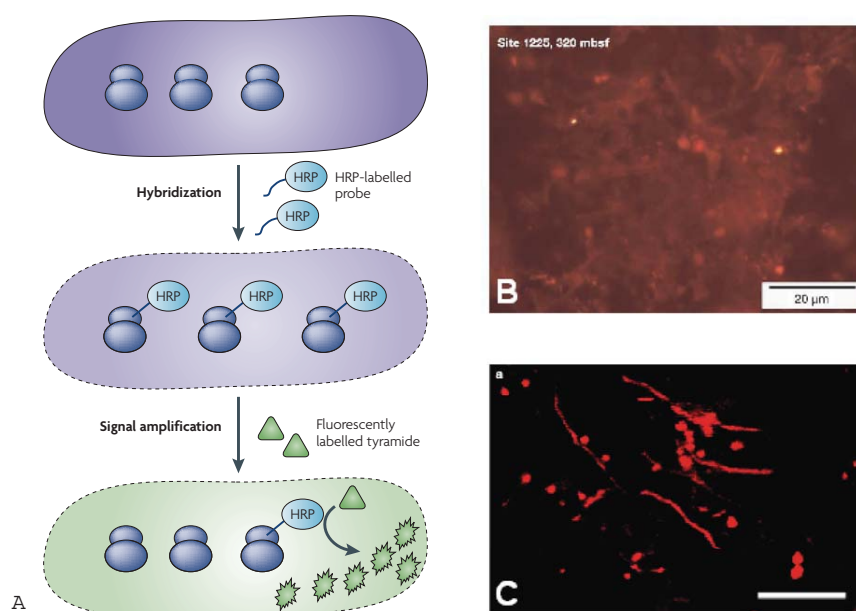 HRP
Hybridization
HRP-labelled
probe
HRP
HRP
HRP
HRP
Signal amplification
Fluorescently
labelled tyramide
HRP
A
Site 1225, 320 mbsf
B
20 µm
a
C